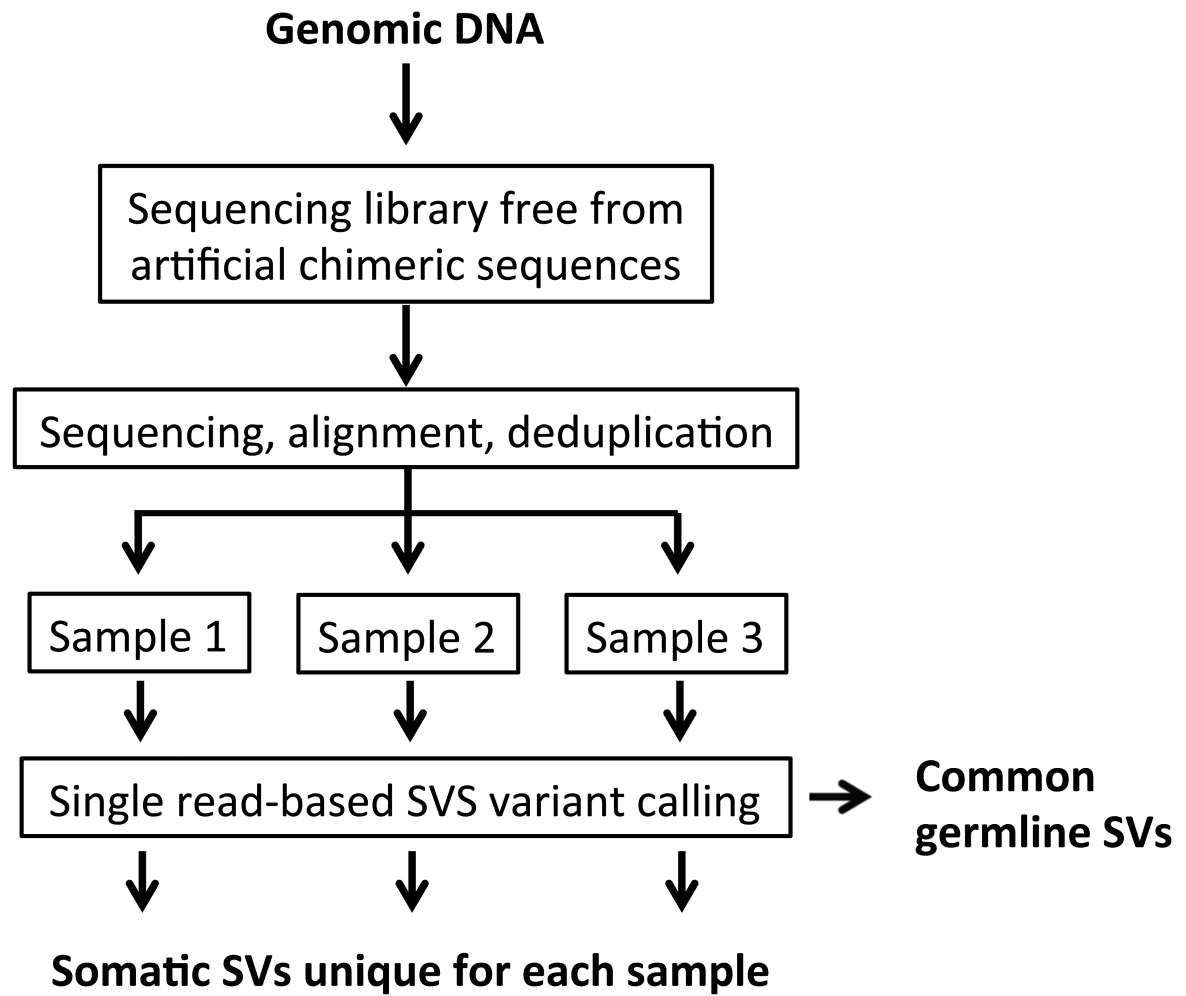 Genomic DNA
Sequencing library free from
artificial chimeric sequences
Sequencing, alignment, deduplication
Sample 1
Sample 2
Sample 3
Single read-based SVS variant calling
Common
germline SVs
Somatic SVs unique for each sample